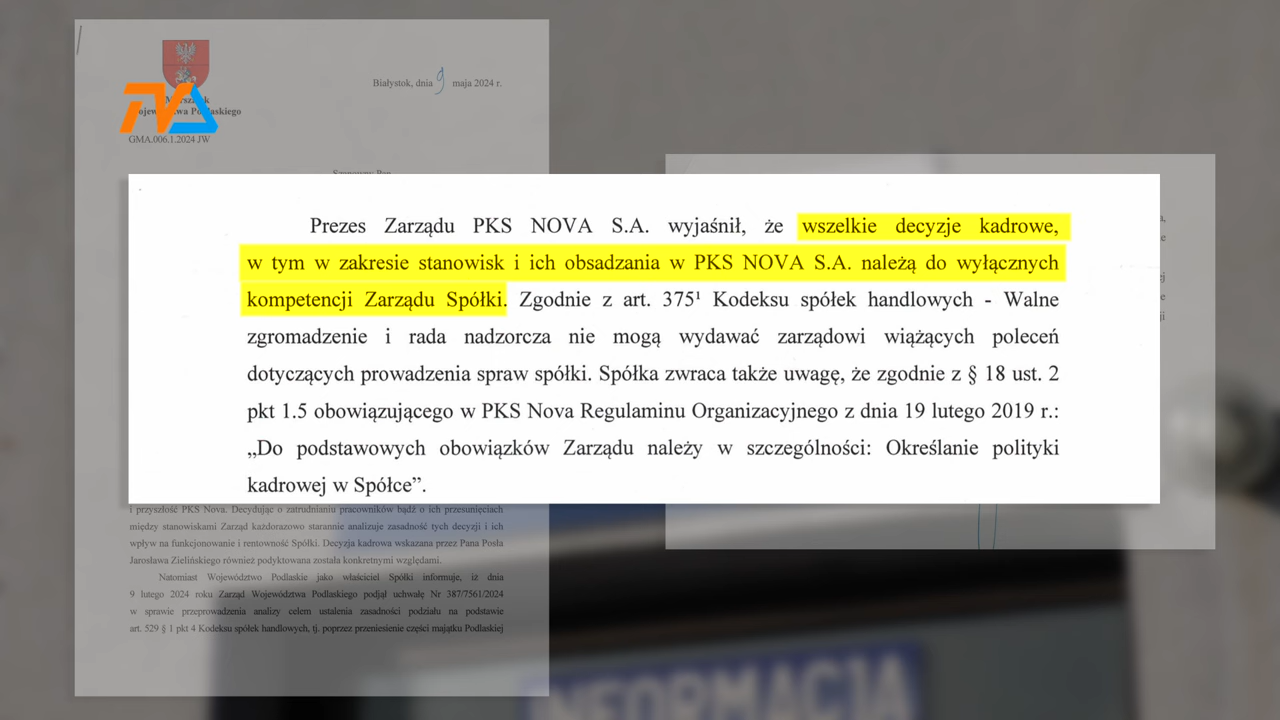 Białystok, dnia 9 maja 2024 r.
Województwa Podlaskiego
GMA.006.1.2024 JW
Szanowny Pan
Prezes Zarządu PKS NOVA S.A. wyjaśnił, że wszelkie decyzje kadrowe,
w tym w zakresie stanowisk i ich obsadzania w PKS NOVA S.A. należą do wyłącznych
kompetencji Zarządu Spółki. Zgodnie z art. 375¹ Kodeksu spółek handlowych - Walne
zgromadzenie i rada nadzorcza nie mogą wydawać zarządowi wiążących poleceń
dotyczących prowadzenia spraw spółki. Spółka zwraca także uwagę, że zgodnie z § 18 ust. 2
pkt 1.5 obowiązującego w PKS Nova Regulaminu Organizacyjnego z dnia 19 lutego 2019 r.:
„Do podstawowych obowiązków Zarządu należy w szczególności: Określanie polityki
kadrowej w Spółce”.
i przyszłość PKS Nova. Decydując o zatrudnianiu pracowników bądź o ich przesunięciach
między stanowiskami Zarząd każdorazowo starannie analizuje zasadność tych decyzji i ich
wpływ na funkcjonowanie i rentowność Spółki. Decyzja kadrowa wskazana przez Pana Posła
Jarosława Zielińskiego również podyktowana została konkretnymi względami.
Natomiast Województwo Podlaskie jako właściciel Spółki informuje, iż dnia
9 lutego 2024 roku Zarząd Województwa Podlaskiego podjął uchwałę Nr 387/7561/2024
w sprawie przeprowadzenia analizy celem ustalenia zasadności podziału na podstawie
art. 529 § 1 pkt 4 Kodeksu spółek handlowych, tj. poprzez przeniesienie części majątku Podlaskiej
INFORMACJA